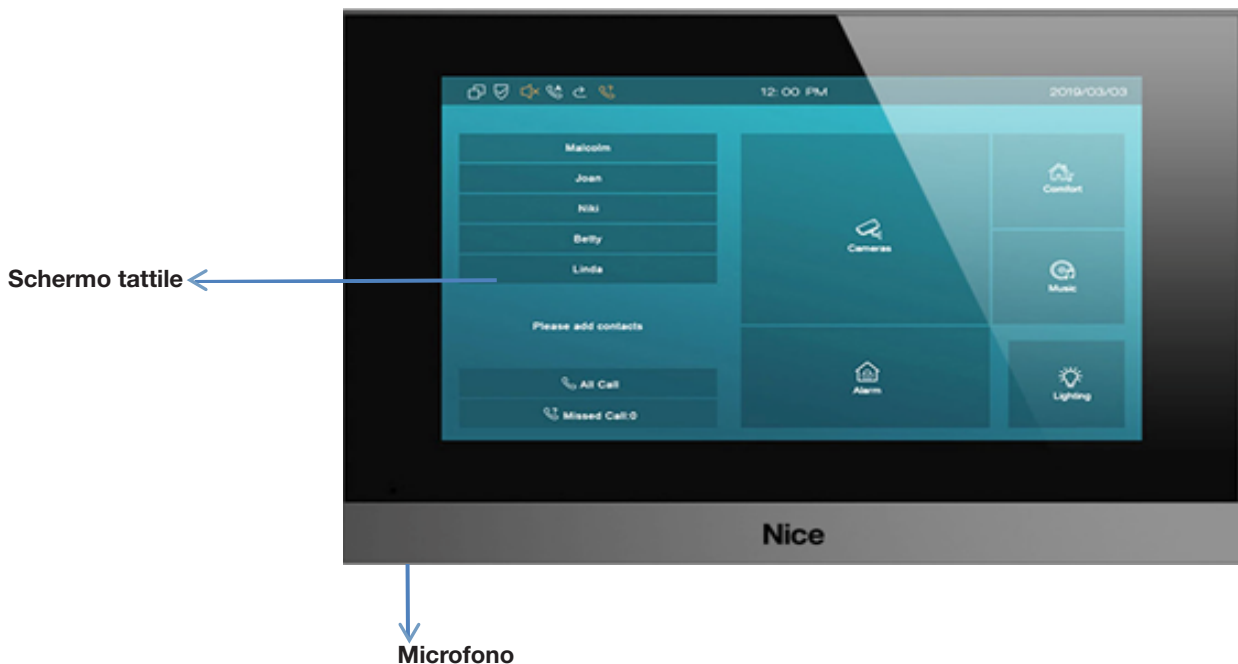 12:00 PM
2019/03/03
Malcolm
Joan
Niki
Betty
Linda
Please add contacts
All Call
Missed Call:0
Cameras
Alarm
Comfort
Music
Lighting
Schermo tattile
Nice
Microfono